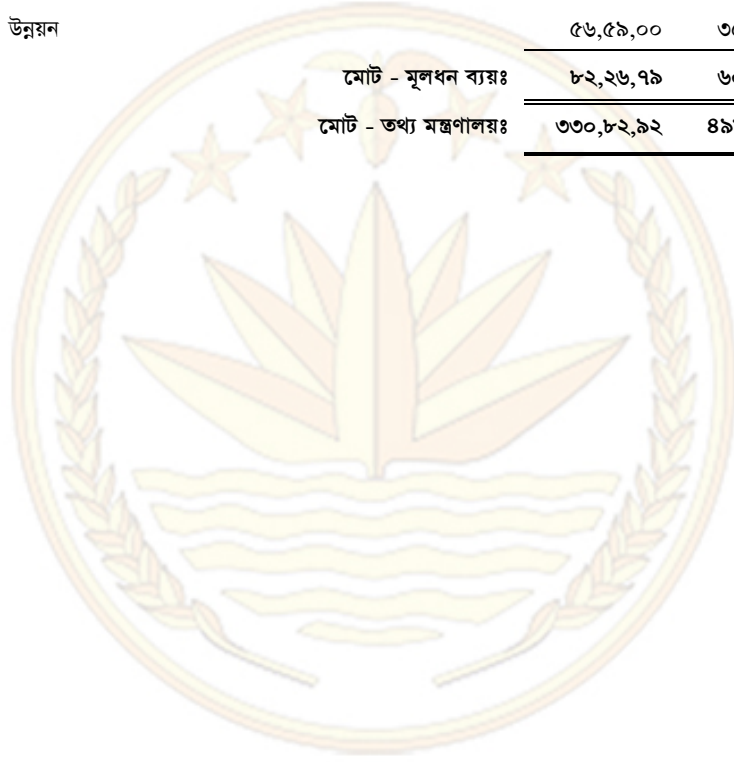 উন্নয়ন ৫৬,৫৯,০০
মোট - মূলধন ব্যয়ঃ ৮২,২৬,৭৯
মোট - তথ্য মন্ত্রণালয়ঃ ৩৩০,৮২,৯২